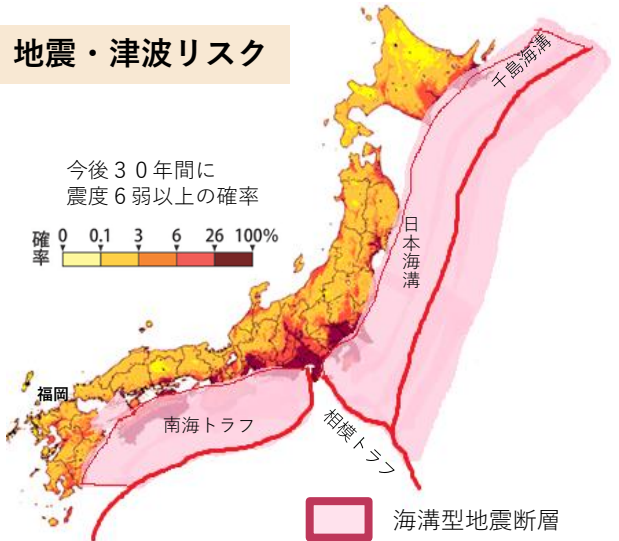 地震・津波リスク
今後３０年間に
震度６弱以上の確率
確率
0 0.1 3 6 26 100%
千島海溝
日本海溝
福岡
南海トラフ
相模トラフ
海溝型地震断層